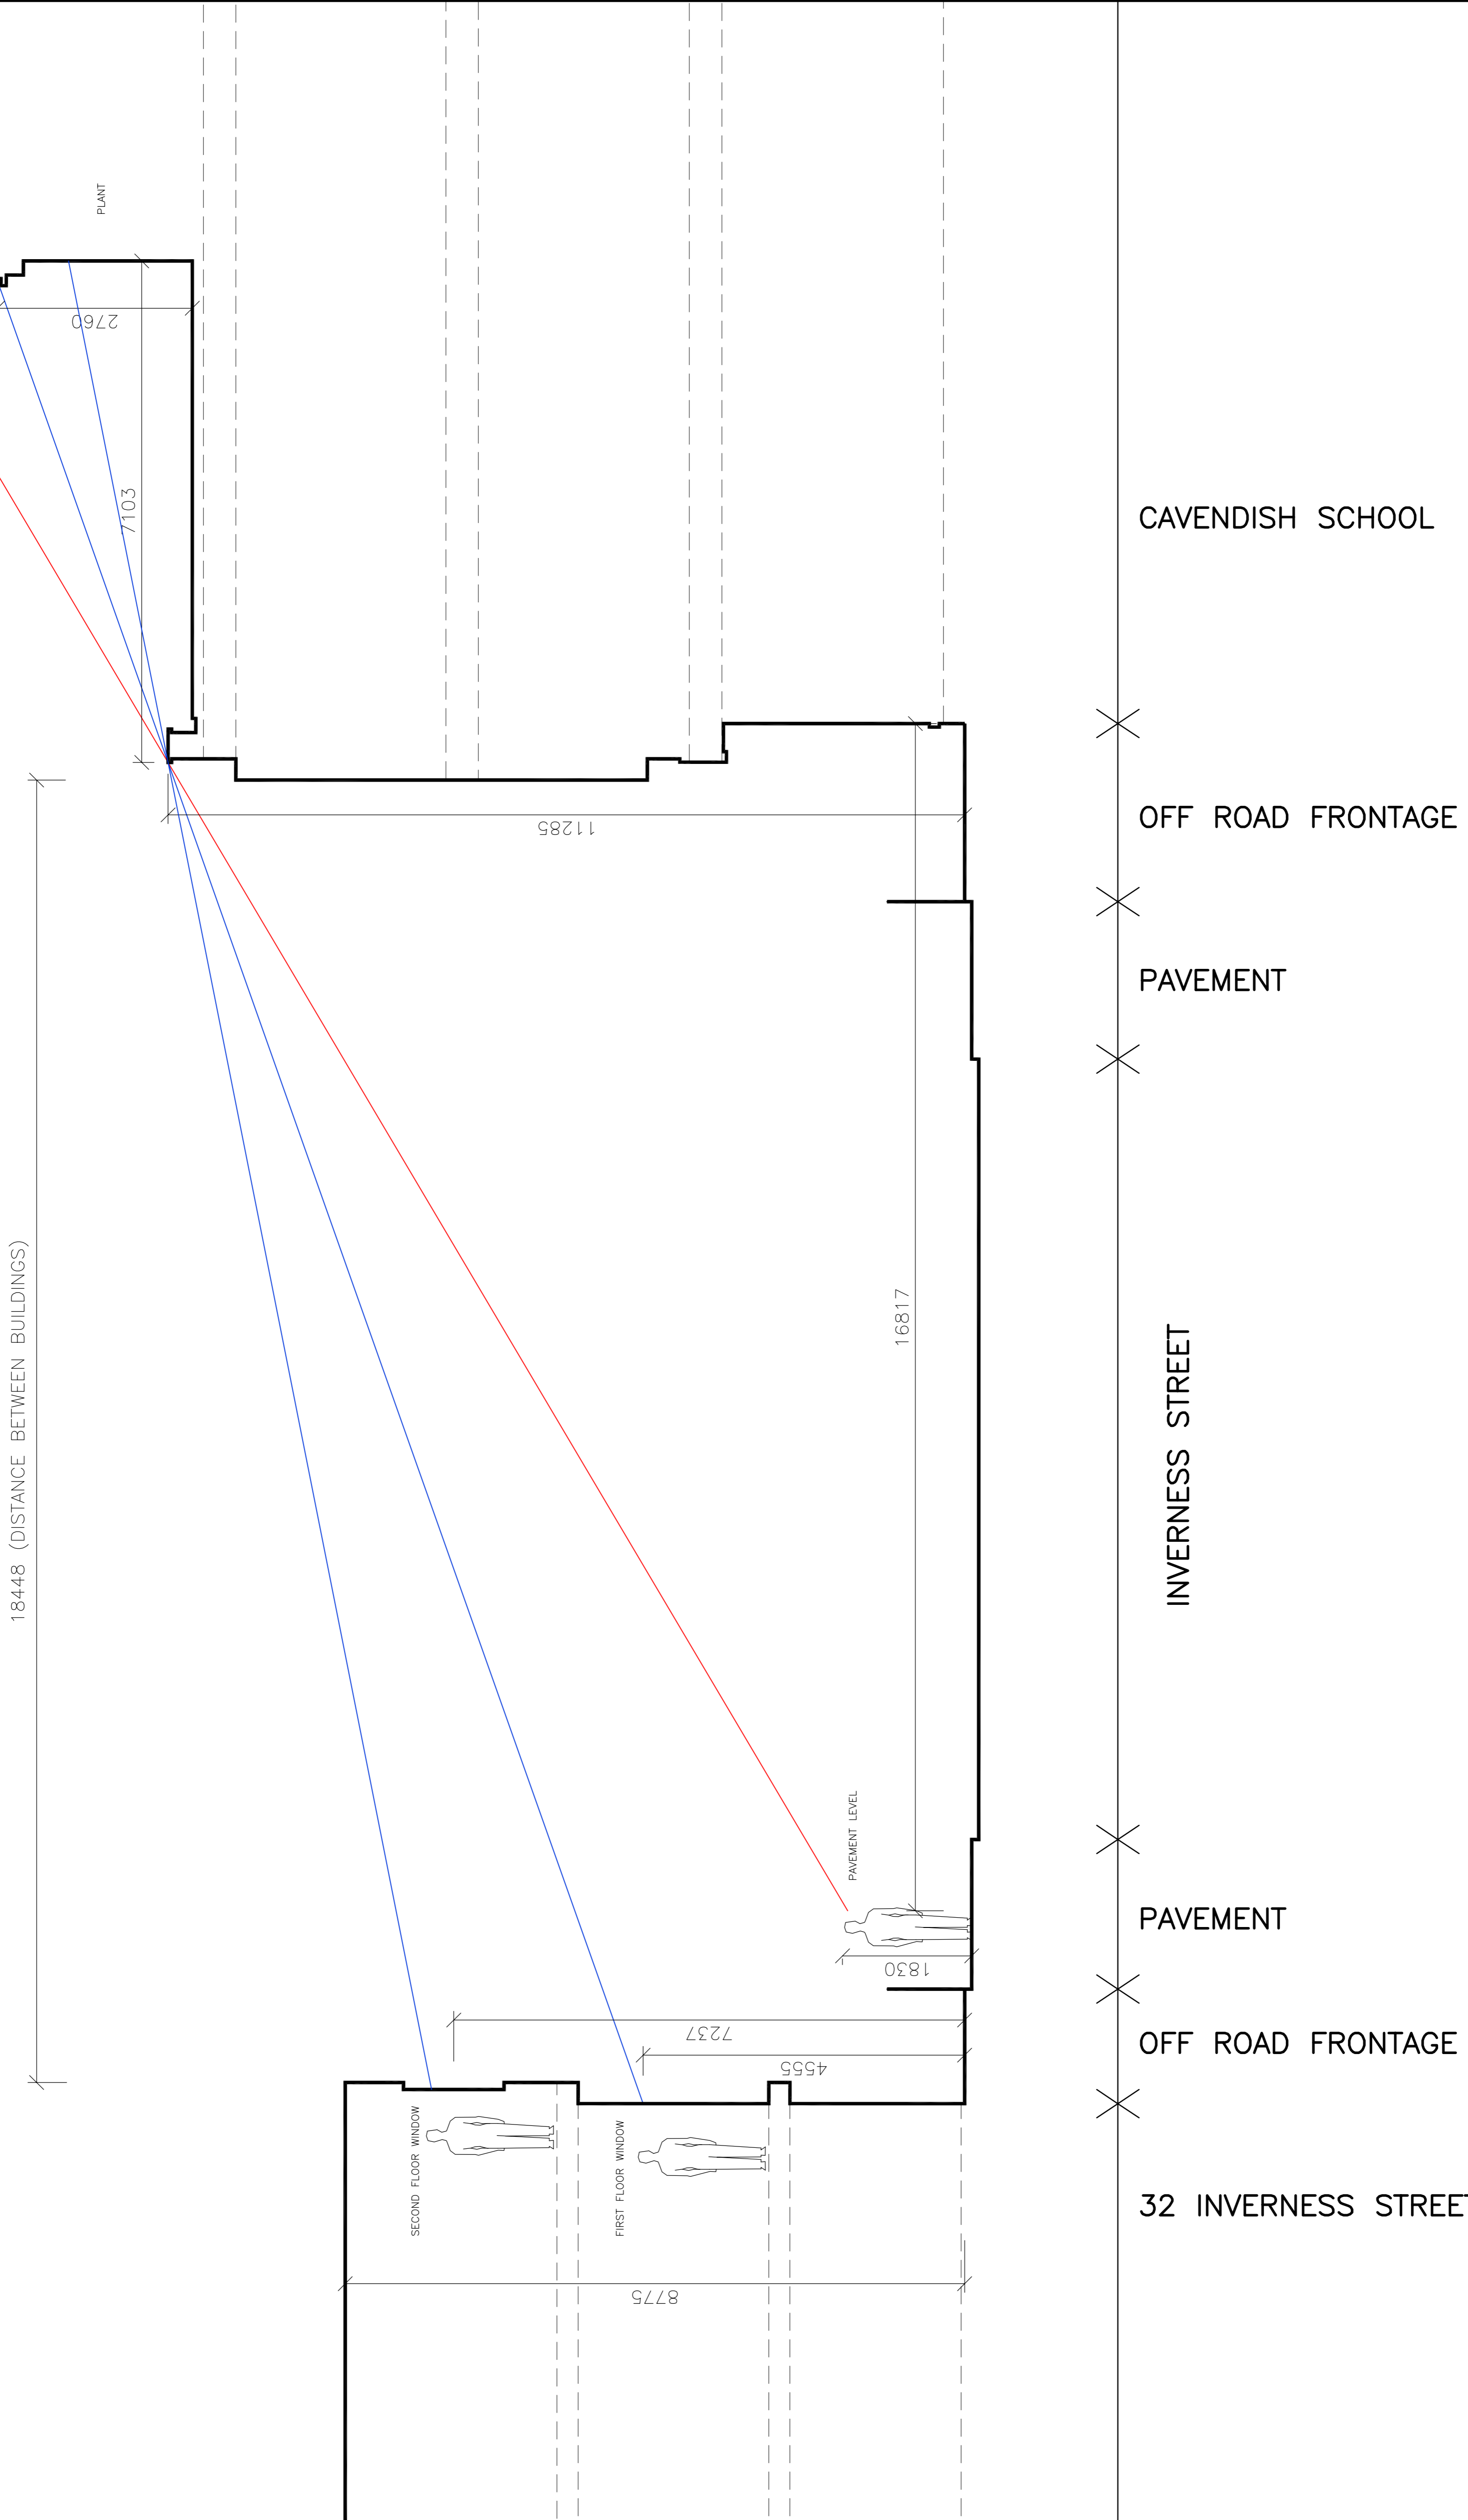 PLANT
2760
7103
CAVENDISH SCHOOL
11285
OFF ROAD FRONTAGE
PAVEMENT
18448 (DISTANCE BETWEEN BUILDINGS)
16817
INVERNESS STREET
PAVEMENT LEVEL
PAVEMENT
1830
7237
OFF ROAD FRONTAGE
4555
SECOND FLOOR WINDOW
FIRST FLOOR WINDOW
32 INVERNESS STREET
8775